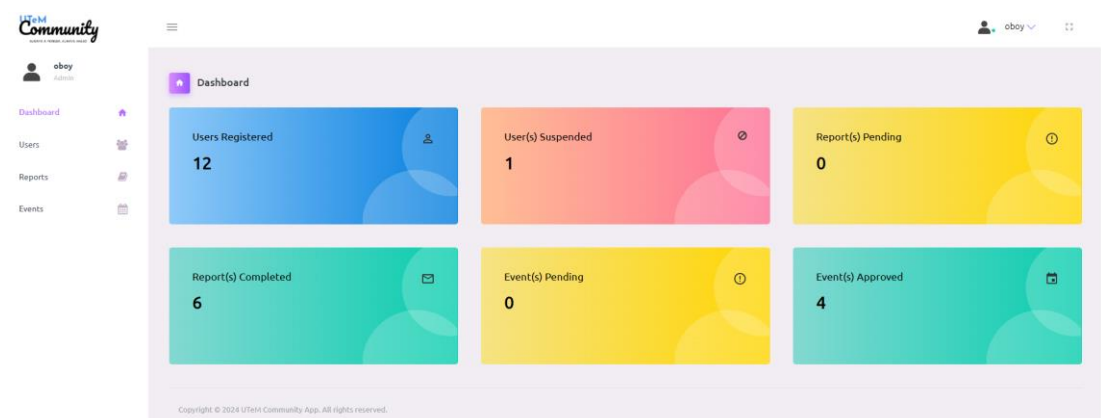 UTeM
Community
oboy
oboy
Admin
Dashboard
Dashboard
Users
Reports
Events
Users Registered
12
User(s) Suspended
1
Report(s) Pending
0
Report(s) Completed
6
Event(s) Pending
0
Event(s) Approved
4
Copyright © 2024 UTeM Community App. All rights reserved.